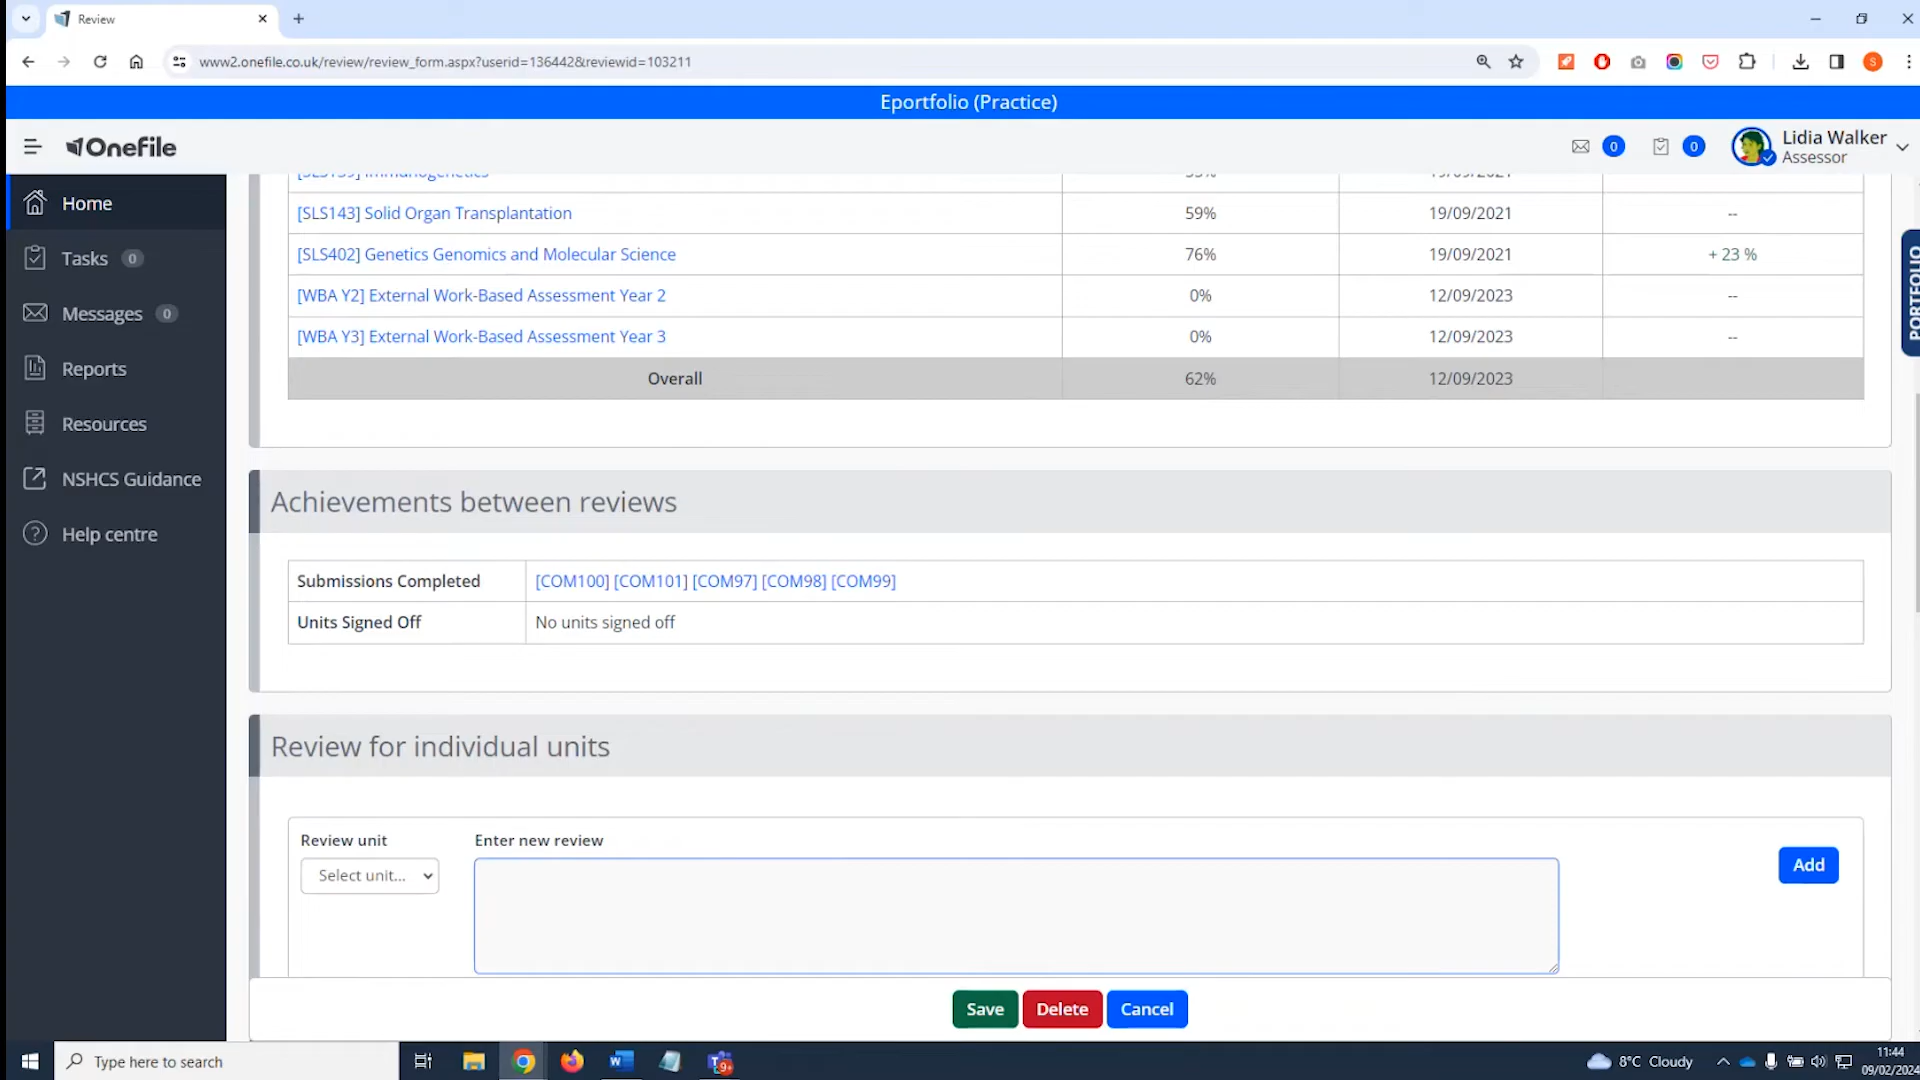 Review
www2.onefile.co.uk/review/review_form.aspx?userid=136442&reviewid=103211
S
Eportfolio (Practice)
Onefile
0
0
Lidia Walker
Assessor
Home
Tasks 0
Messages 0
Reports
Resources
NSHCS Guidance
Help centre
PORTFOLIO
[SLS143] Solid Organ Transplantation 59% 19/09/2021 --
[SLS402] Genetics Genomics and Molecular Science 76% 19/09/2021 + 23 %
[WBA Y2] External Work-Based Assessment Year 2 0% 12/09/2023 --
[WBA Y3] External Work-Based Assessment Year 3 0% 12/09/2023 --
Overall 62% 12/09/2023
Achievements between reviews
Submissions Completed [COM100] [COM101] [COM97] [COM98] [COM99]
Units Signed Off No units signed off
Review for individual units
Review unit Enter new review
Select unit... Add
Save Delete Cancel
Type here to search
9+
8°C Cloudy
11:44
09/02/2024